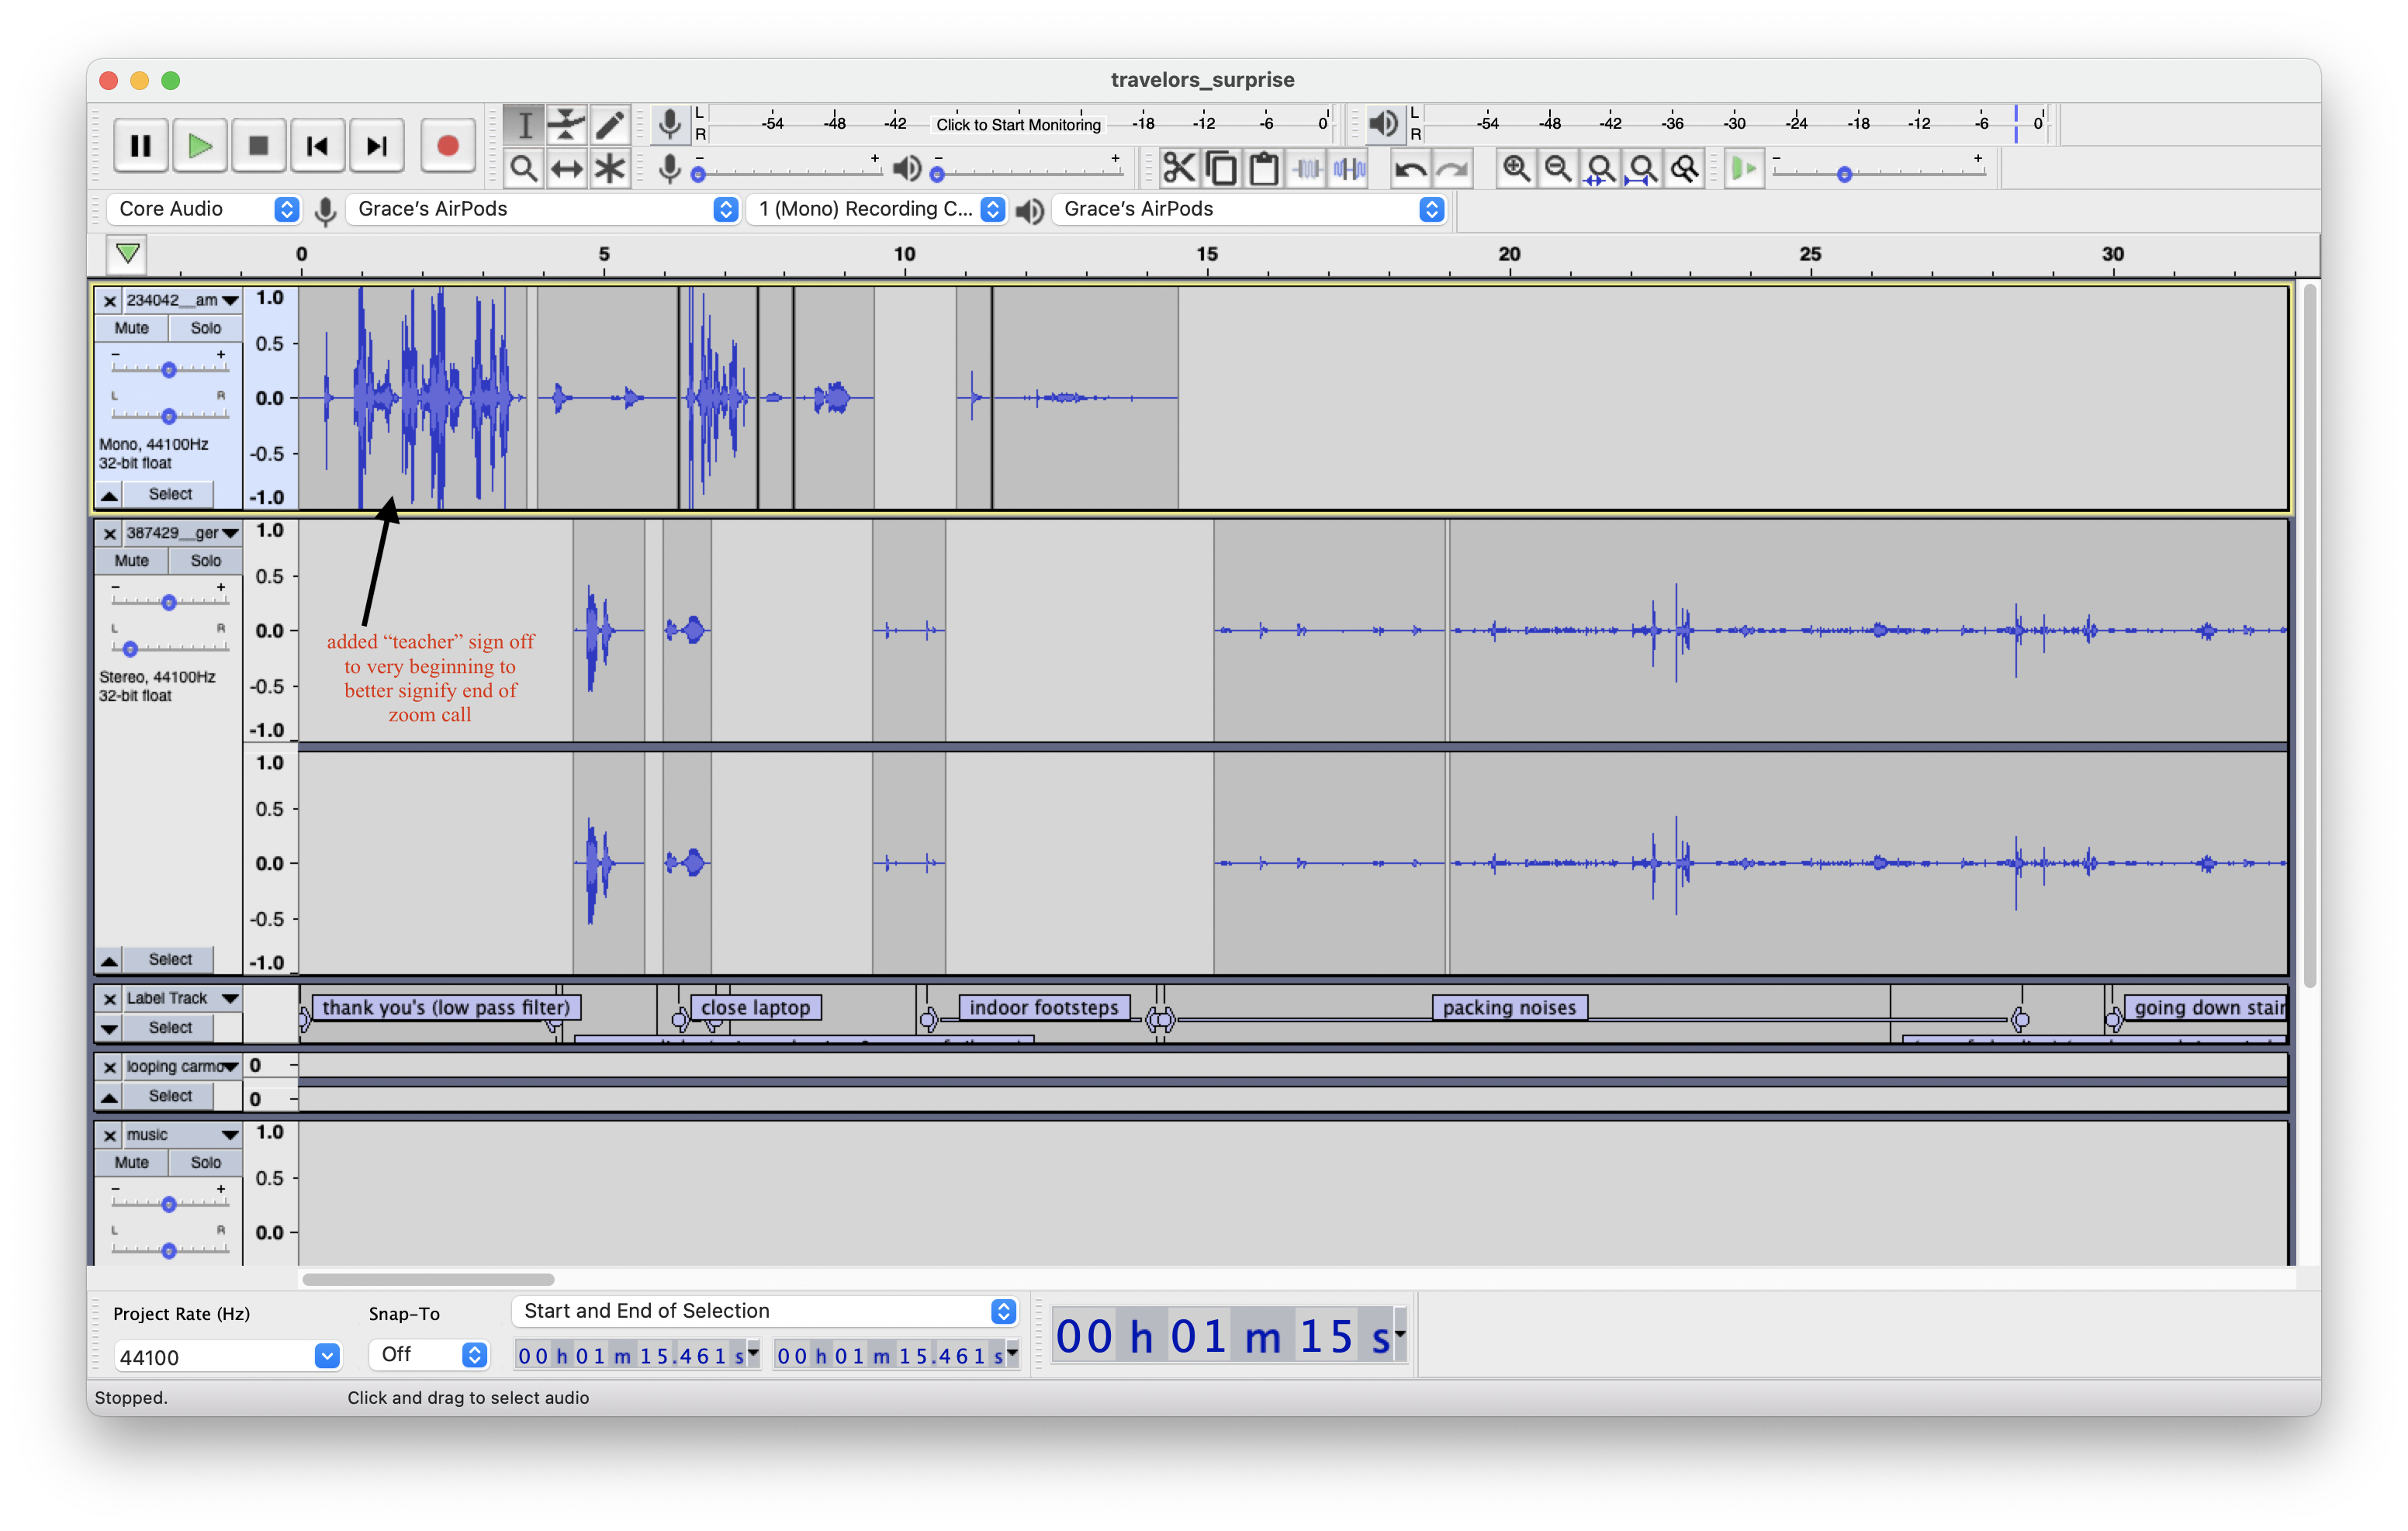 travelors_surprise
L
R
-54 -48 -42 Click to Start Monitoring -18 -12 -6 0
L
R
-54 -48 -42 -36 -30 -24 -18 -12 -6 0
- + - + - +
Core Audio Grace's AirPods 1 (Mono) Recording C... Grace's AirPods
0 5 10 15 20 25 30
234042__am
Mute Solo
- +
L R
Mono, 44100Hz
32-bit float
Select
1.0
0.5
0.0
-0.5
-1.0
387429__ger
Mute Solo
- +
L R
Stereo, 44100Hz
32-bit float
1.0
0.5
0.0
-0.5
-1.0
added “teacher” sign off
to very beginning to
better signify end of
zoom call
1.0
0.5
0.0
-0.5
-1.0
Select
Label Track
Select
thank you's (low pass filter) close laptop indoor footsteps packing noises going down stair
looping carmo
Select
0
0
music
Mute Solo
- +
L R
1.0
0.5
0.0
Project Rate (Hz) Snap-To Start and End of Selection
44100 Off 00 h 01 m 15.461 s 00 h 01 m 15.461 s
00 h 01 m 15 s
Stopped. Click and drag to select audio